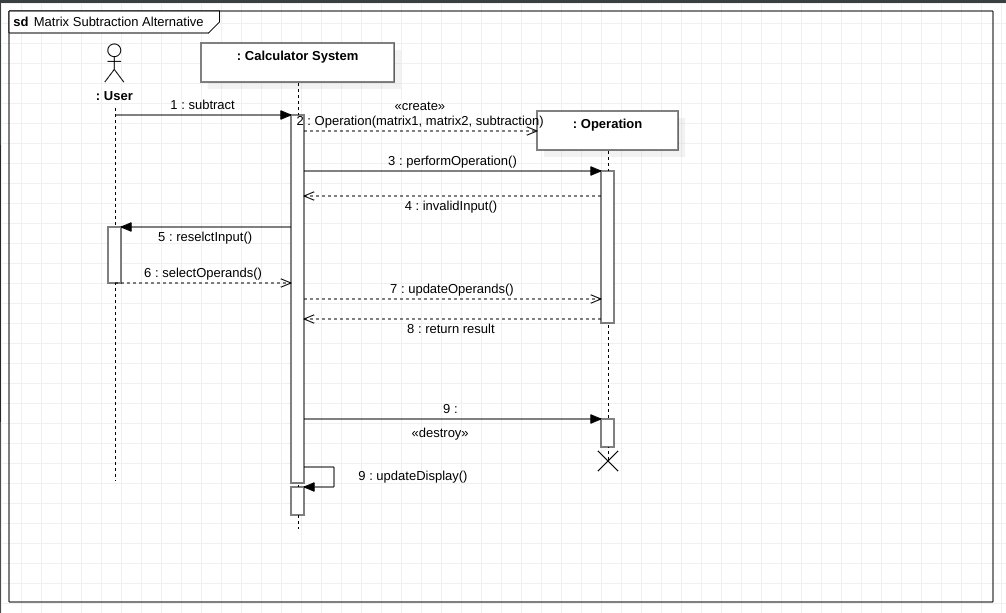 sd Matrix Subtraction Alternative
: Calculator System
: User
1 : subtract
«create»
2 : Operation(matrix1, matrix2, subtraction)
: Operation
3 : performOperation()
4 : invalidInput()
5 : reselctInput()
6 : selectOperands()
7 : updateOperands()
8 : return result
9 :
«destroy»
9 : updateDisplay()